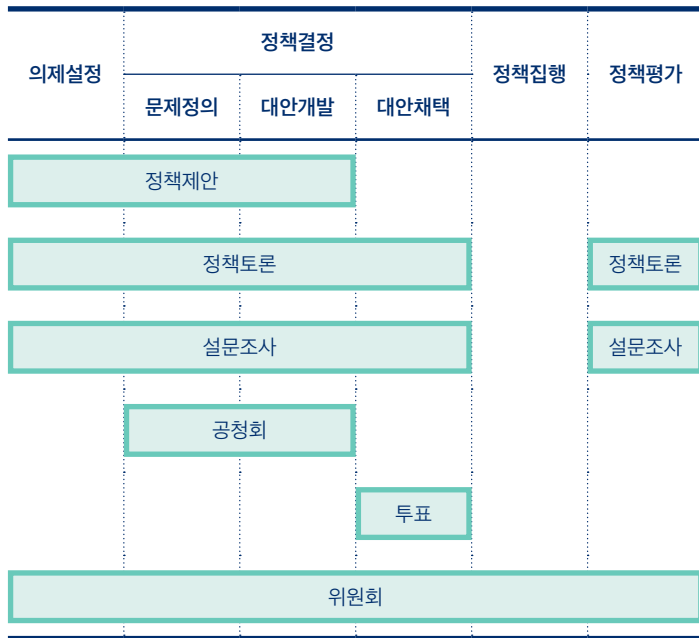 정책결정
의제설정
정책집행
정책평가
문제정의
대안개발
대안채택
정책제안
정책토론
정책토론
설문조사
설문조사
공청회
투표
위원회